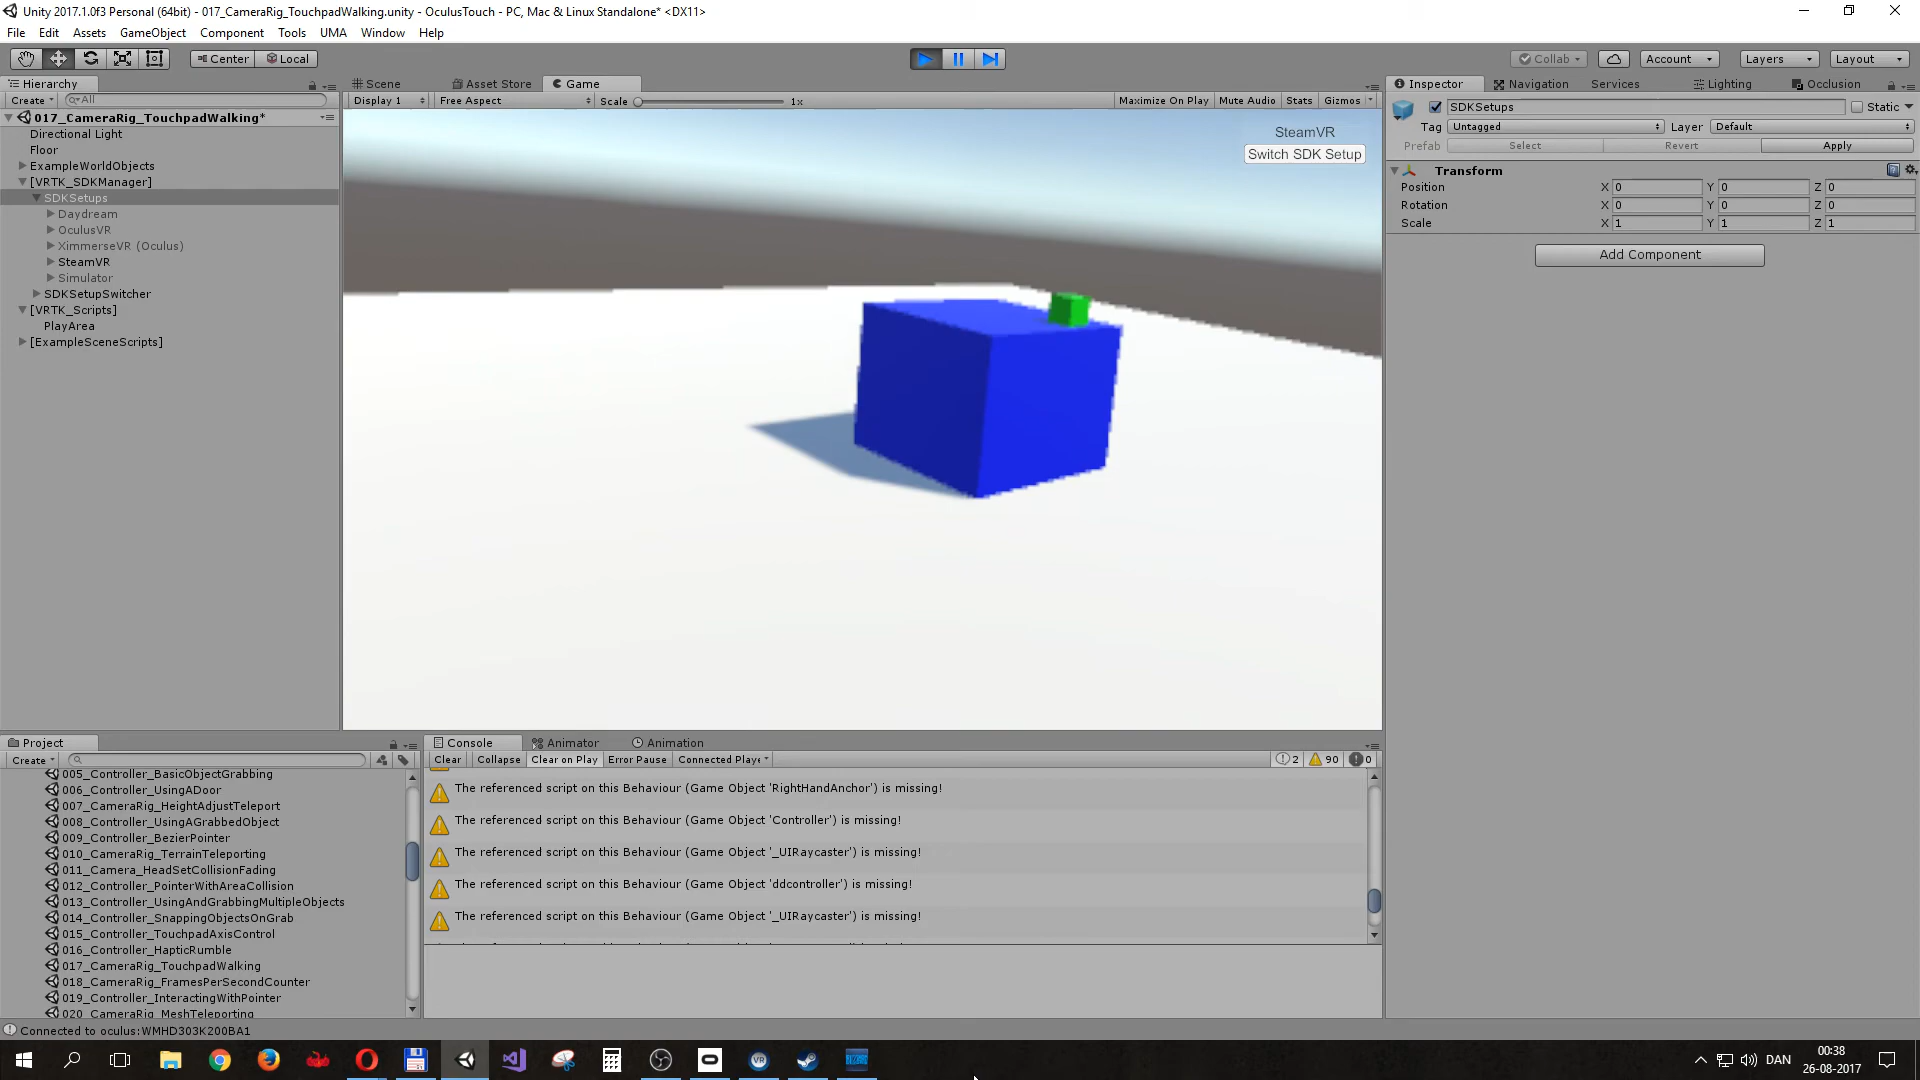 Unity 2017.1.0f3 Personal (64bit) - 017_CameraRig_TouchpadWalking.unity - OculusTouch - PC, Mac & Linux Standalone* <DX11>
File Edit Assets GameObject Component Tools UMA Window Help
Center Local Collab Account Layers Layout
Hierarchy
Create All
017_CameraRig_TouchpadWalking*
Directional Light
Floor
ExampleWorldObjects
[VRTK_SDKManager]
SDKSetups
Daydream
OculusVR
XimmerseVR (Oculus)
SteamVR
Simulator
SDKSetupSwitcher
[VRTK_Scripts]
PlayArea
[ExampleSceneScripts]
Scene Asset Store Game
Display 1 Free Aspect Scale 1x Maximize On Play Mute Audio Stats Gizmos
SteamVR
Switch SDK Setup
Inspector Navigation Services Lighting Occlusion
SDKSetups Static
Tag Untagged Layer Default
Prefab Select Revert Apply
Transform
Position X 0 Y 0 Z 0
Rotation X 0 Y 0 Z 0
Scale X 1 Y 1 Z 1
Add Component
Project
Create
005_Controller_BasicObjectGrabbing
006_Controller_UsingADoor
007_CameraRig_HeightAdjustTeleport
008_Controller_UsingAGrabbedObject
009_Controller_BezierPointer
010_CameraRig_TerrainTeleporting
011_Camera_HeadSetCollisionFading
012_Controller_PointerWithAreaCollision
013_Controller_UsingAndGrabbingMultipleObjects
014_Controller_SnappingObjectsOnGrab
015_Controller_TouchpadAxisControl
016_Controller_HapticRumble
017_CameraRig_TouchpadWalking
018_CameraRig_FramesPerSecondCounter
019_Controller_InteractingWithPointer
020_CameraRig_MeshTeleporting
Console Animator Animation
Clear Collapse Clear on Play Error Pause Connected Playe 2 90 0
The referenced script on this Behaviour (Game Object 'RightHandAnchor') is missing!
The referenced script on this Behaviour (Game Object 'Controller') is missing!
The referenced script on this Behaviour (Game Object '_UIRaycaster') is missing!
The referenced script on this Behaviour (Game Object 'ddcontroller') is missing!
The referenced script on this Behaviour (Game Object '_UIRaycaster') is missing!
Connected to oculus:WMHD303K200BA1
DAN
00:38
26-08-2017